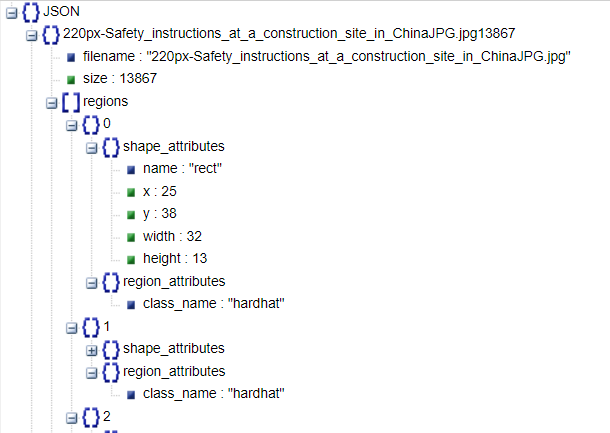 JSON
220px-Safety_instructions_at_a_construction_site_in_ChinaJPG.jpg13867
filename : "220px-Safety_instructions_at_a_construction_site_in_ChinaJPG.jpg"
size : 13867
regions
0
shape_attributes
name : "rect"
x : 25
y : 38
width : 32
height : 13
region_attributes
class_name : "hardhat"
1
shape_attributes
region_attributes
class_name : "hardhat"
2